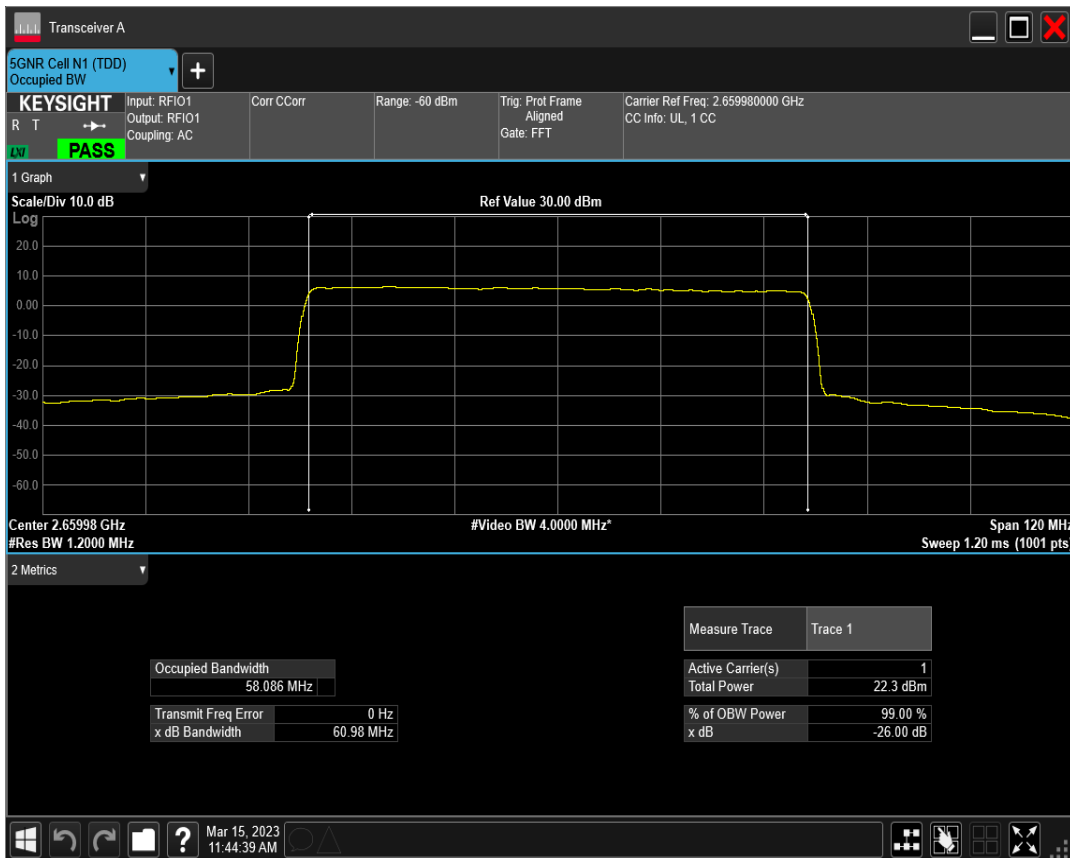 Transceiver A
5GNR Cell N1 (TDD)
Occupied BW
+
KEYSIGHT
R T
LXI
PASS
Input: RFIO1
Output: RFIO1
Coupling: AC
Corr CCorr
Range: -60 dBm
Trig: Prot Frame
Aligned
Gate: FFT
Carrier Ref Freq: 2.659980000 GHz
CC Info: UL, 1 CC
1 Graph
Scale/Div 10.0 dB
Ref Value 30.00 dBm
Log
20.0
10.0
0.00
-10.0
-20.0
-30.0
-40.0
-50.0
-60.0
Center 2.65998 GHz
#Video BW 4.0000 MHz*
Span 120 MHz
#Res BW 1.2000 MHz
Sweep 1.20 ms (1001 pts)
2 Metrics
Measure Trace Trace 1
Occupied Bandwidth
58.086 MHz
Active Carrier(s) 1
Total Power 22.3 dBm
Transmit Freq Error 0 Hz
x dB Bandwidth 60.98 MHz
% of OBW Power 99.00 %
x dB -26.00 dB
?
Mar 15, 2023
11:44:39 AM